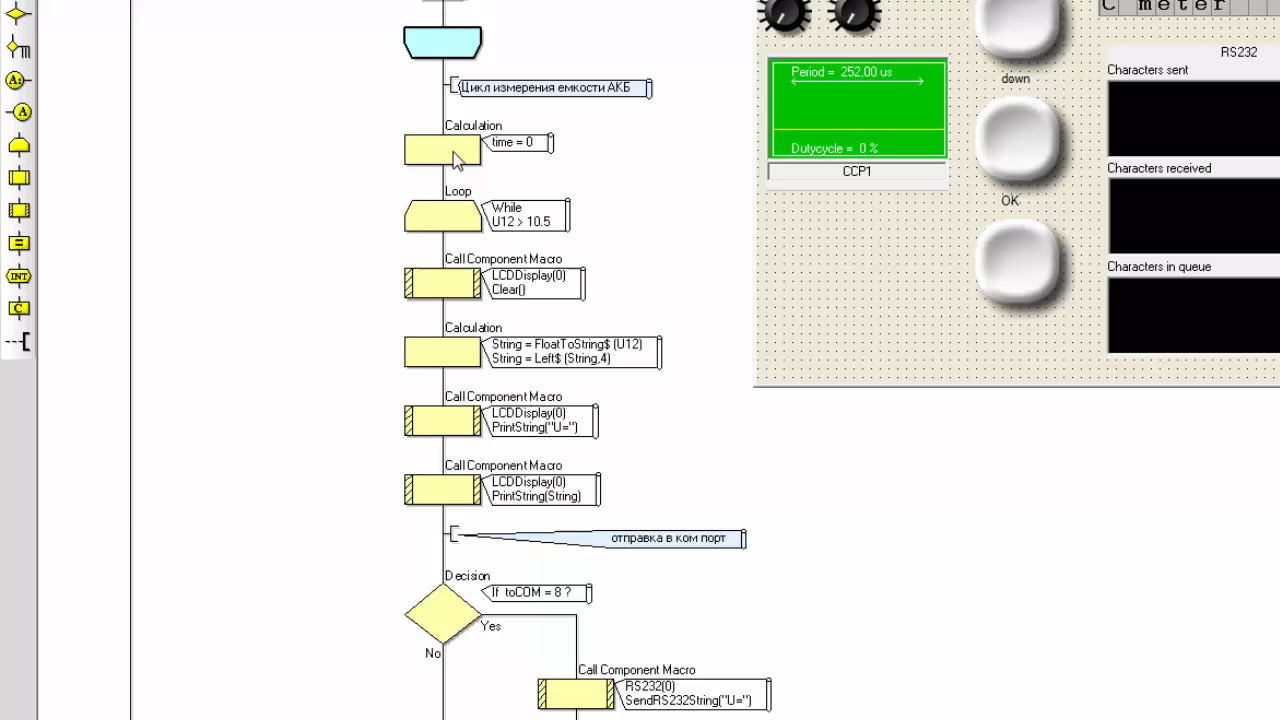 Цикл измерения емкости АКБ
Calculation
time = 0
Loop
While
U12 > 10.5
Call Component Macro
LCDDisplay(0)
Clear()
Calculation
String = FloatToString$ (U12)
String = Left$ (String,4)
Call Component Macro
LCDDisplay(0)
PrintString("U=")
Call Component Macro
LCDDisplay(0)
PrintString(String)
отправка в ком порт
Decision
If toCOM = 8 ?
Yes
No
Call Component Macro
RS232(0)
SendRS232String("U=")
A:
A
INT
C
Period = 252,00 us
Dutycycle = 0 %
CCP1
down
OK
C meter
RS232
Characters sent
Characters received
Characters in queue